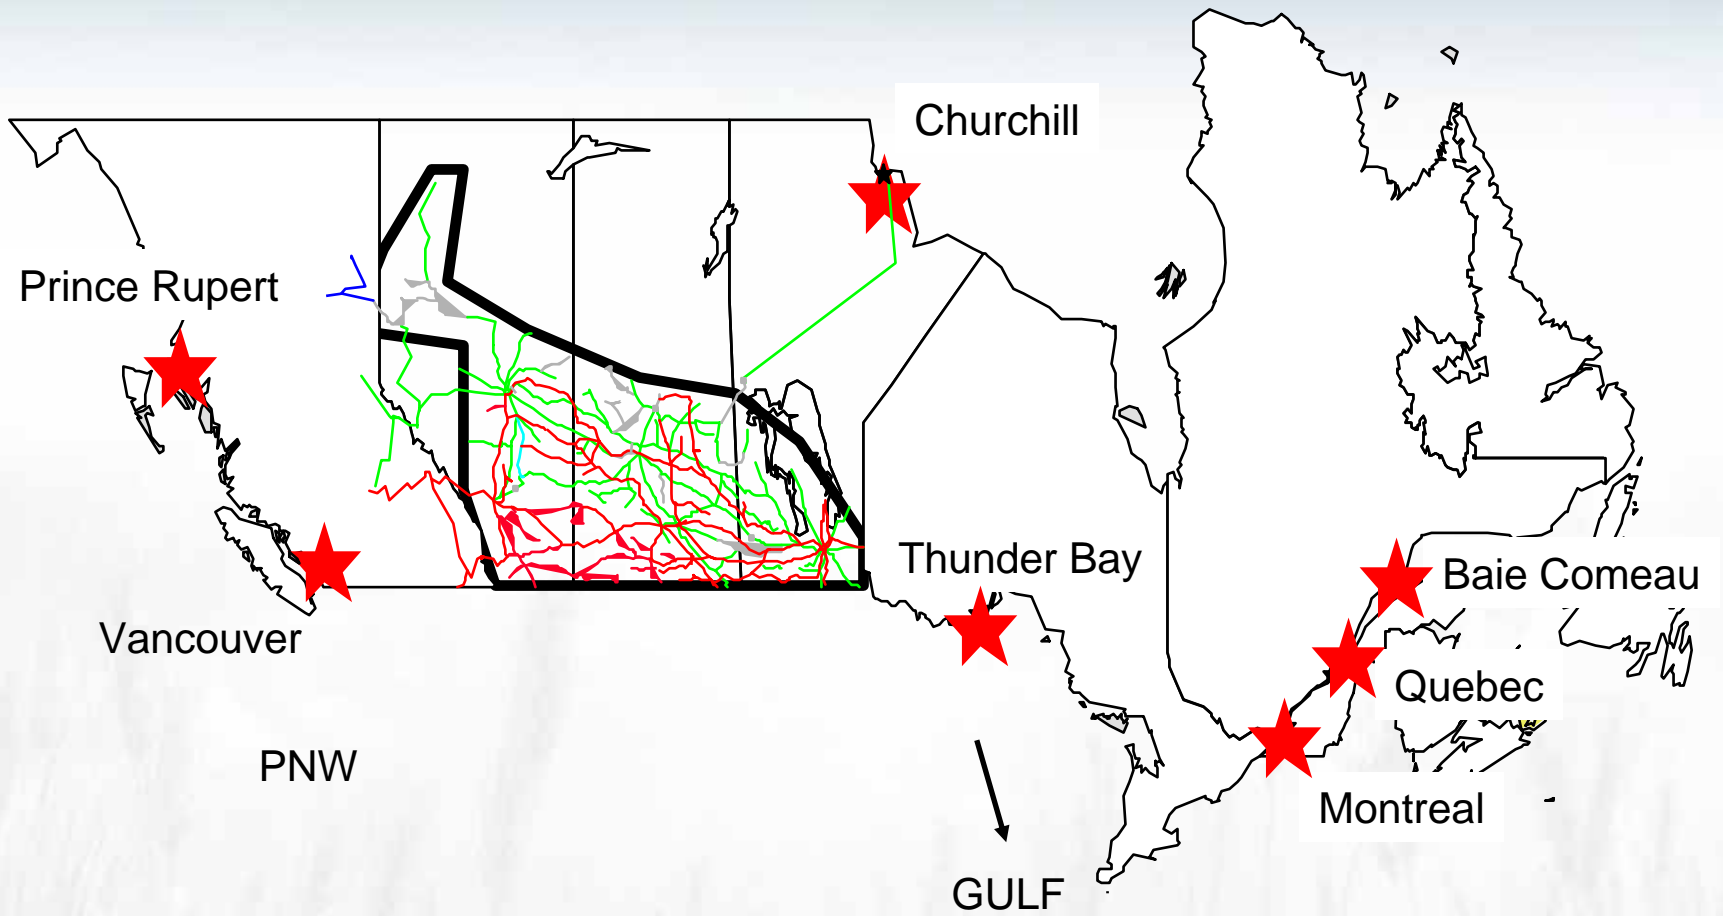 Churchill
Prince Rupert
Thunder Bay
Baie Comeau
Vancouver
Quebec
PNW
Montreal
GULF